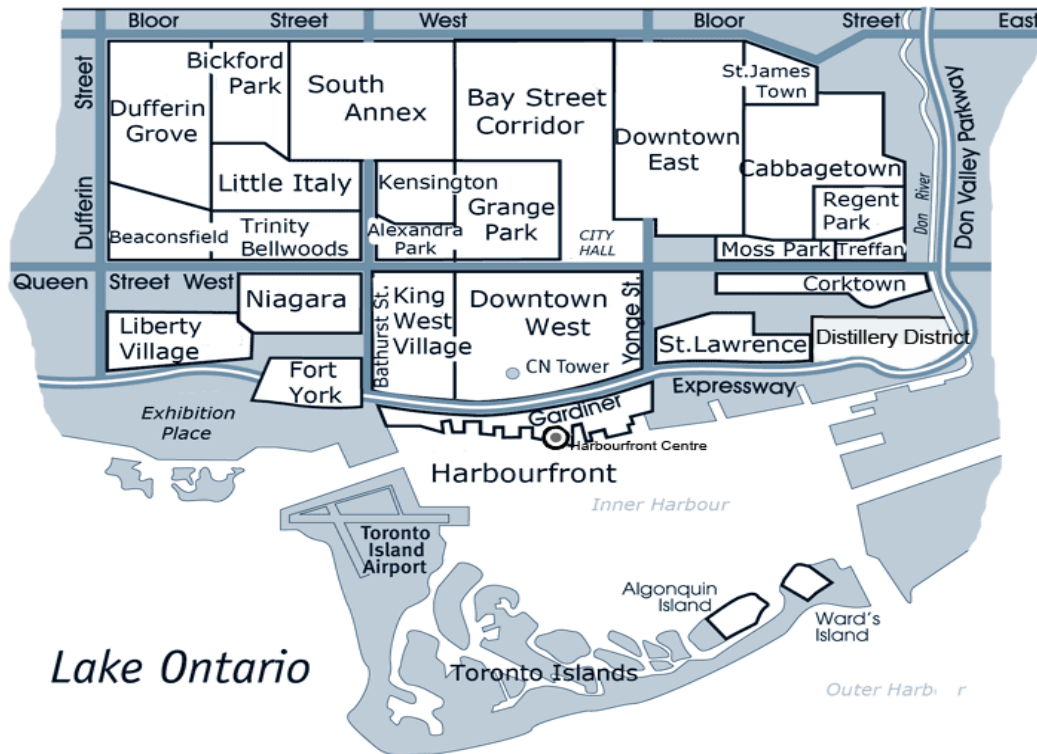 Bloor Street West Bloor Street East
Dufferin Street
Bickford
Park
South
Annex
Bay Street
Corridor
St.James
Town
Dufferin
Grove
Downtown
East
Cabbagetown
Don River
Don Valley Parkway
Little Italy
Kensington
Grange
Park
Regent
Park
Beaconsfield
Trinity
Bellwoods
Alexandra
Park
CITY
HALL
Moss Park
Treffan
Queen Street West
Niagara
Bathurst St.
King
West
Village
Downtown
West
Yonge St.
Corktown
Liberty
Village
St.Lawrence
Distillery District
Fort
York
CN Tower
Gardiner Expressway
Exhibition
Place
Harbourfront Centre
Harbourfront
Inner Harbour
Toronto
Island
Airport
Algonquin
Island
Ward's
Island
Lake Ontario
Toronto Islands
Outer Harb r